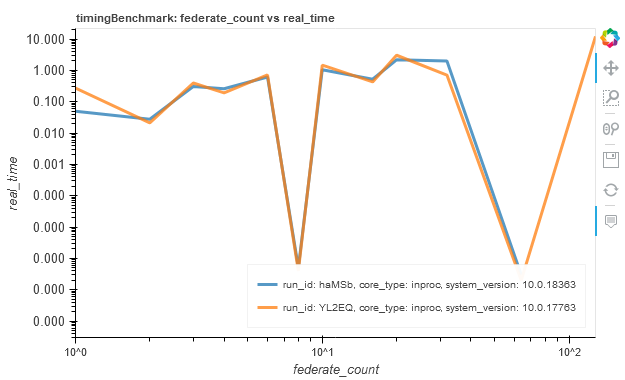 timingBenchmark: federate_count vs real_time
10.000
1.000
0.100
0.010
0.001
0.000
0.000
0.000
0.000
0.000
real_time
run_id: haMSb, core_type: inproc, system_version: 10.0.18363
run_id: YL2EQ, core_type: inproc, system_version: 10.0.17763
10^0
10^1
10^2
federate_count